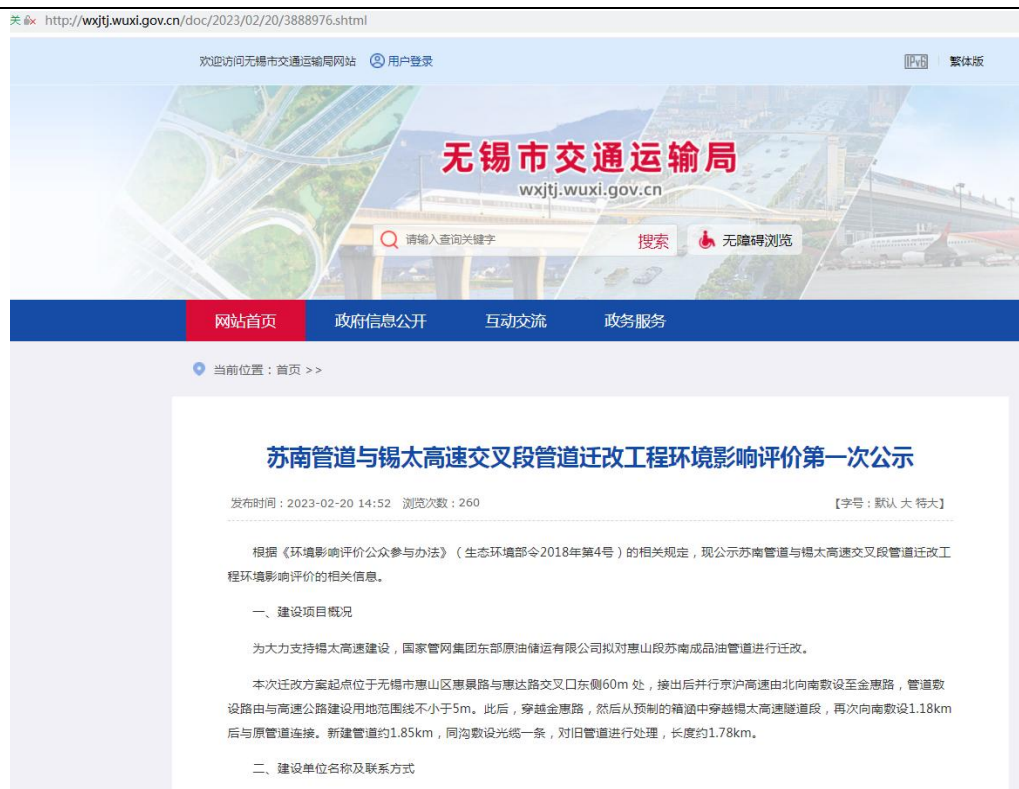 关 http://wxjtj.wuxi.gov.cn/doc/2023/02/20/3888976.shtml
欢迎访问无锡市交通运输局网站 用户登录 IPv6 繁体版
无锡市交通运输局
wxjtj.wuxi.gov.cn
请输入查询关键字 搜索 无障碍浏览
网站首页 政府信息公开 互动交流 政务服务
当前位置：首页 >>
苏南管道与锡太高速交叉段管道迁改工程环境影响评价第一次公示
发布时间：2023-02-20 14:52 浏览次数：260 【字号：默认 大 特大】
根据《环境影响评价公众参与办法》（生态环境部令2018年第4号）的相关规定，现公示苏南管道与锡太高速交叉段管道迁改工
程环境影响评价的相关信息。
一、建设项目概况
为大力支持锡太高速建设，国家管网集团东部原油储运有限公司拟对惠山段苏南成品油管道进行迁改。
本次迁改方案起点位于无锡市惠山区惠景路与惠达路交叉口东侧60m 处，接出后并行京沪高速由北向南敷设至金惠路，管道敷
设路由与高速公路建设用地范围线不小于5m。此后，穿越金惠路，然后从预制的箱涵中穿越锡太高速隧道段，再次向南敷设1.18km
后与原管道连接。新建管道约1.85km，同沟敷设光缆一条，对旧管道进行处理，长度约1.78km。
二、建设单位名称及联系方式